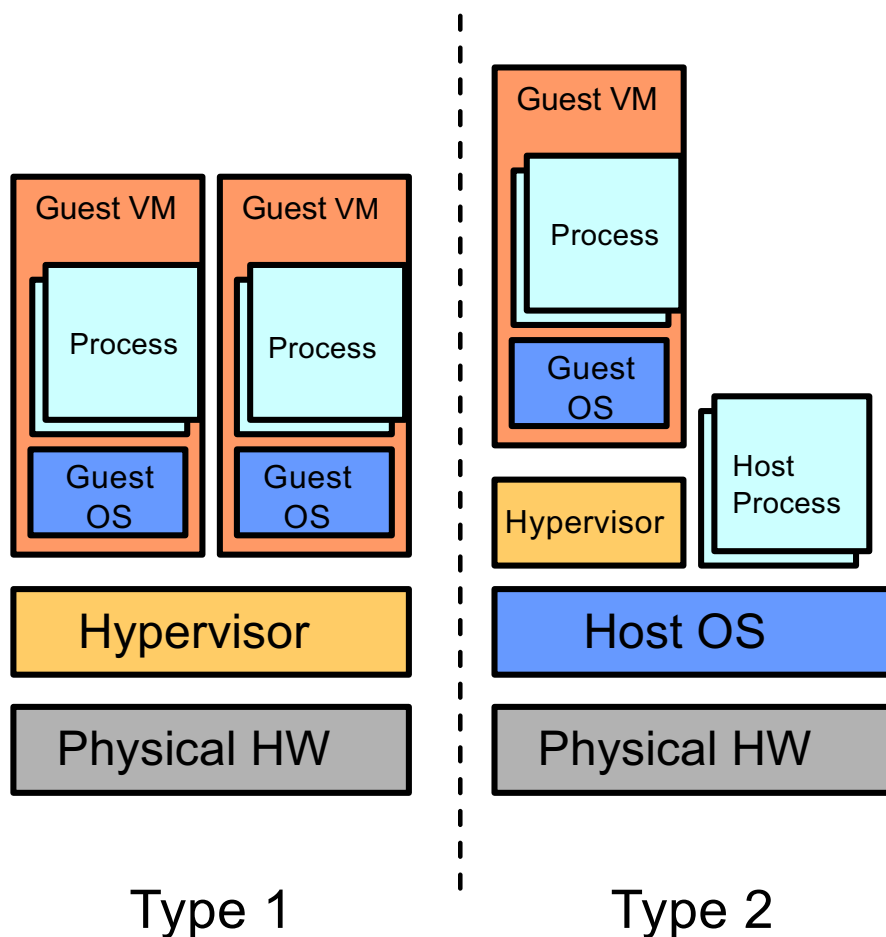 Guest VM
Process
Guest
OS
Guest VM
Process
Guest
OS
Hypervisor
Physical HW
Type 1
Guest VM
Process
Guest
OS
Hypervisor
Host
Process
Host OS
Physical HW
Type 2